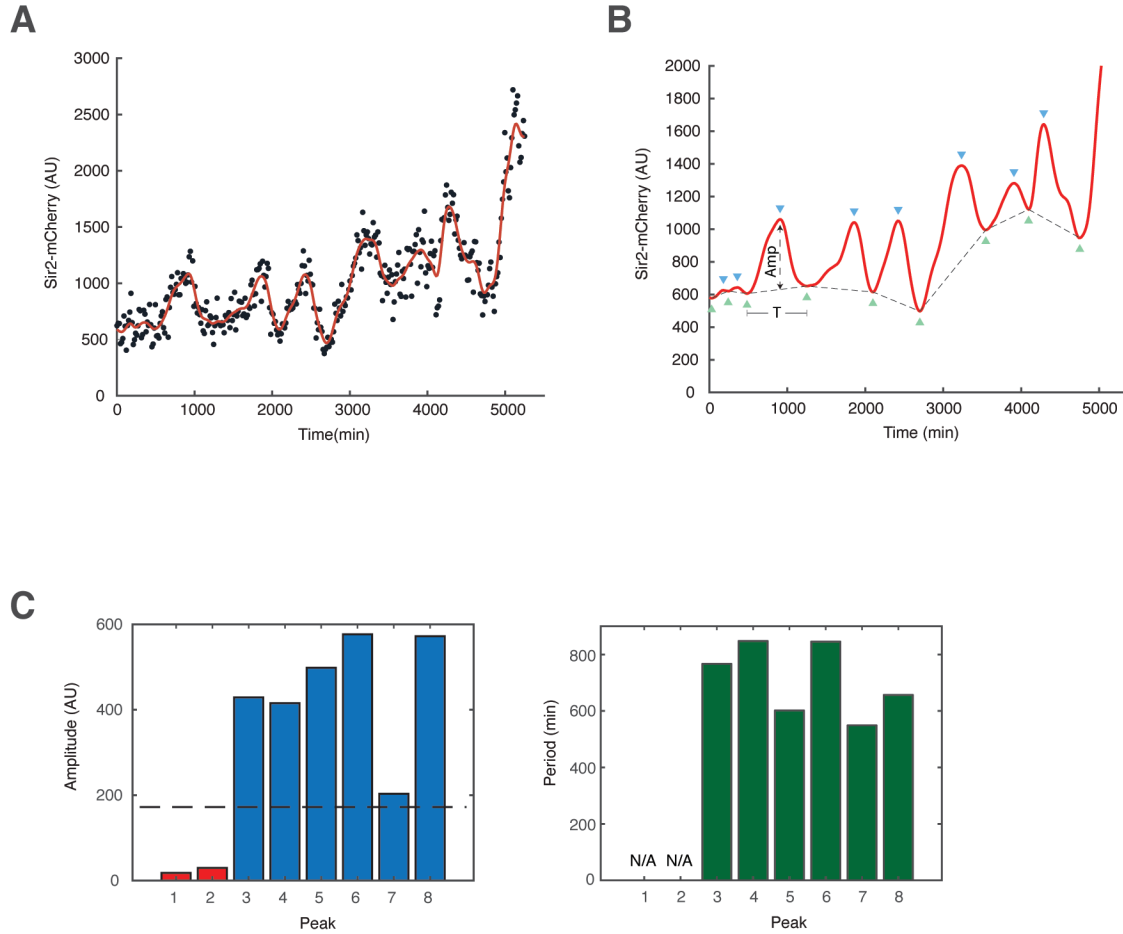 A
3000
2500
2000
1500
1000
500
0
Sir2-mCherry (AU)
0 1000 2000 3000 4000 5000
Time(min)
B
2000
1800
1600
1400
1200
1000
800
600
400
200
0
Sir2-mCherry (AU)
Amp
T
0 1000 2000 3000 4000 5000
Time (min)
C
600
400
200
0
Amplitude (AU)
1 2 3 4 5 6 7 8
Peak
800
600
400
200
0
Period (min)
N/A N/A
1 2 3 4 5 6 7 8
Peak